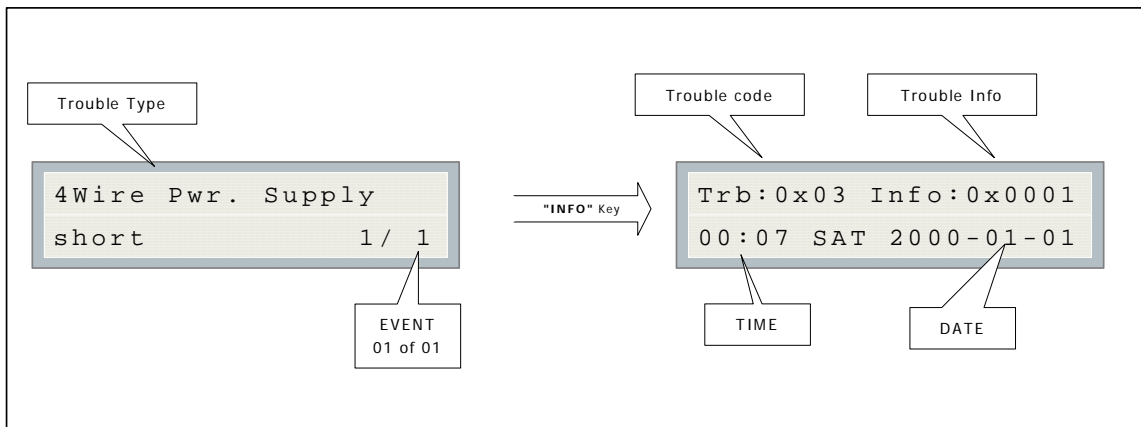 Trouble Type
4Wire Pwr. Supply
short 1/ 1
EVENT
01 of 01
"INFO" Key
Trouble code
Trouble Info
Trb:0x03 Info:0x0001
00:07 SAT 2000-01-01
TIME
DATE